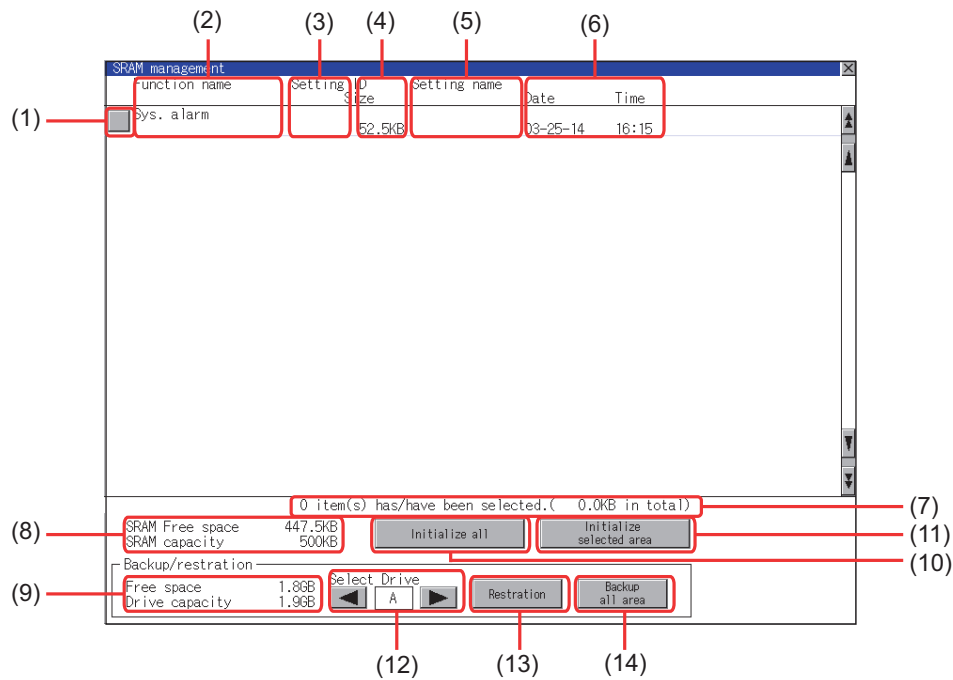 (2) (3) (4) (5) (6)
SRAM management
Function name Setting ID Setting name
Size Date Time
(1)
Sys. alarm
52.5KB 03-25-14 16:15
0 item(s) has/have been selected.( 0.0KB in total)
(7)
(8)
SRAM Free space 447.5KB
SRAM capacity 500KB
Initialize all
Initialize
selected area
(11)
(10)
Backup/restration
(9)
Free space 1.8GB
Drive capacity 1.9GB
Select Drive
A
Restration
Backup
all area
(12) (13) (14)